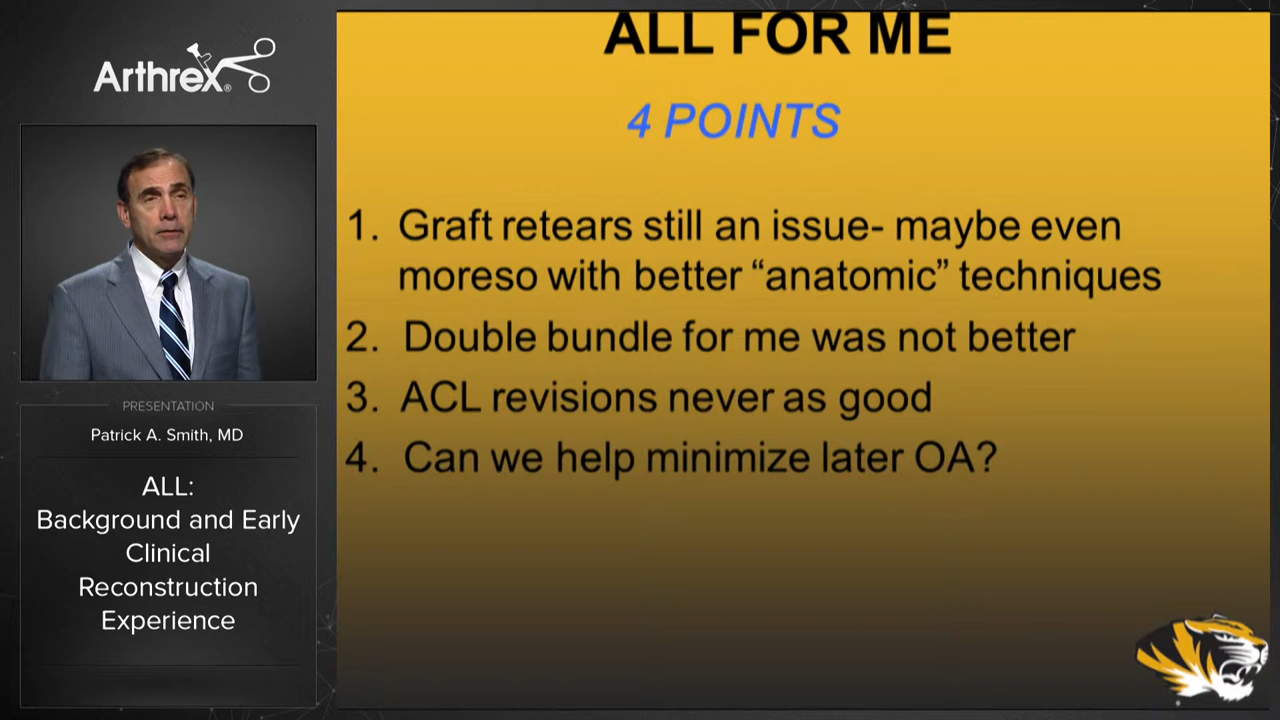 Arthrex®
PRESENTATION
Patrick A. Smith, MD
ALL:
Background and Early
Clinical
Reconstruction
Experience
ALL FOR ME
4 POINTS
1. Graft retears still an issue- maybe even
moreso with better “anatomic” techniques
2. Double bundle for me was not better
3. ACL revisions never as good
4. Can we help minimize later OA?